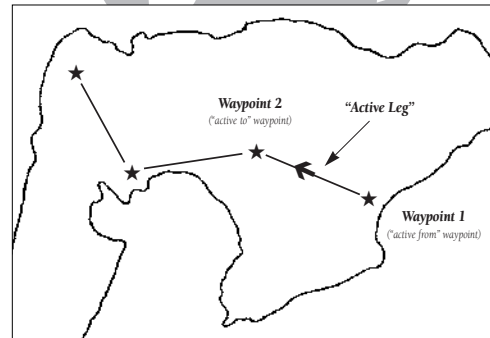 Waypoint 2
("active to" waypoint)
“Active Leg”
Waypoint 1
("active from" waypoint)